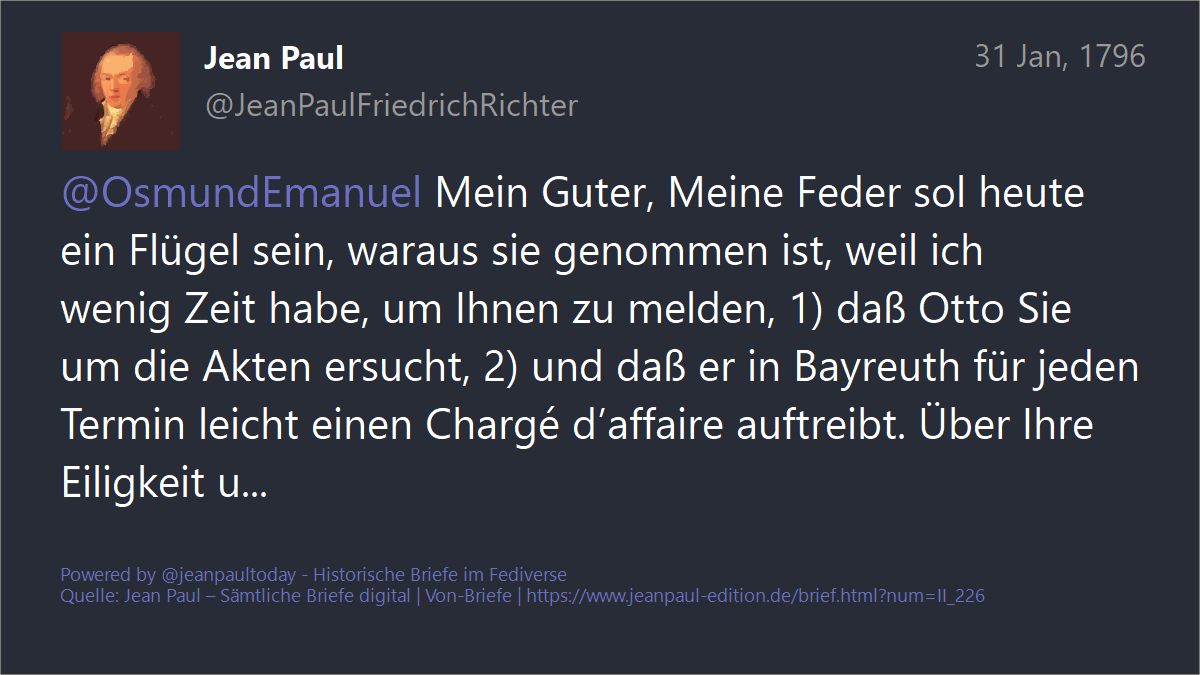 Jean Paul
31 Jan, 1796
@JeanPaulFriedrichRichter
@OsmundEmanuel Mein Guter, Meine Feder sol heute
ein Flügel sein, waraus sie genommen ist, weil ich
wenig Zeit habe, um Ihnen zu melden, 1) daß Otto Sie
um die Akten ersucht, 2) und daß er in Bayreuth für jeden
Termin leicht einen Chargé d’affaire auftreibt. Über Ihre
Eiligkeit u...
Powered by @jeanpaultoday - Historische Briefe im Fediverse
Quelle: Jean Paul – Sämtliche Briefe digital | Von-Briefe | https://www.jeanpaul-edition.de/brief.html?num=II_226